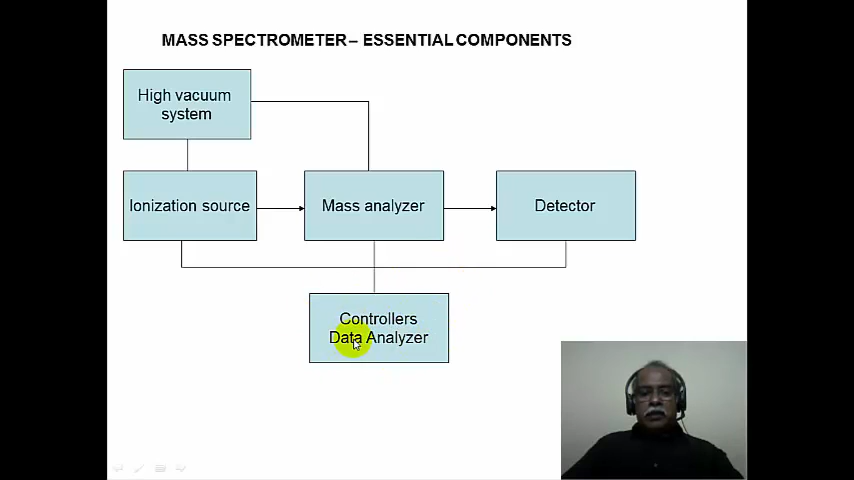 MASS SPECTROMETER – ESSENTIAL COMPONENTS
High vacuum
system
Ionization source
Mass analyzer
Detector
Controllers
Data Analyzer